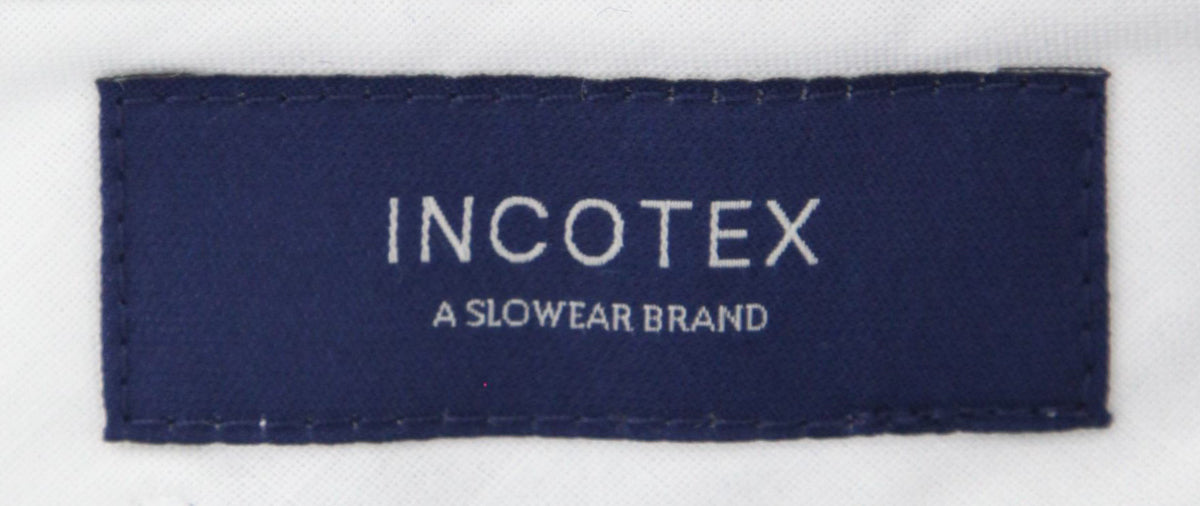 INCOTEX
A SLOWEAR BRAND